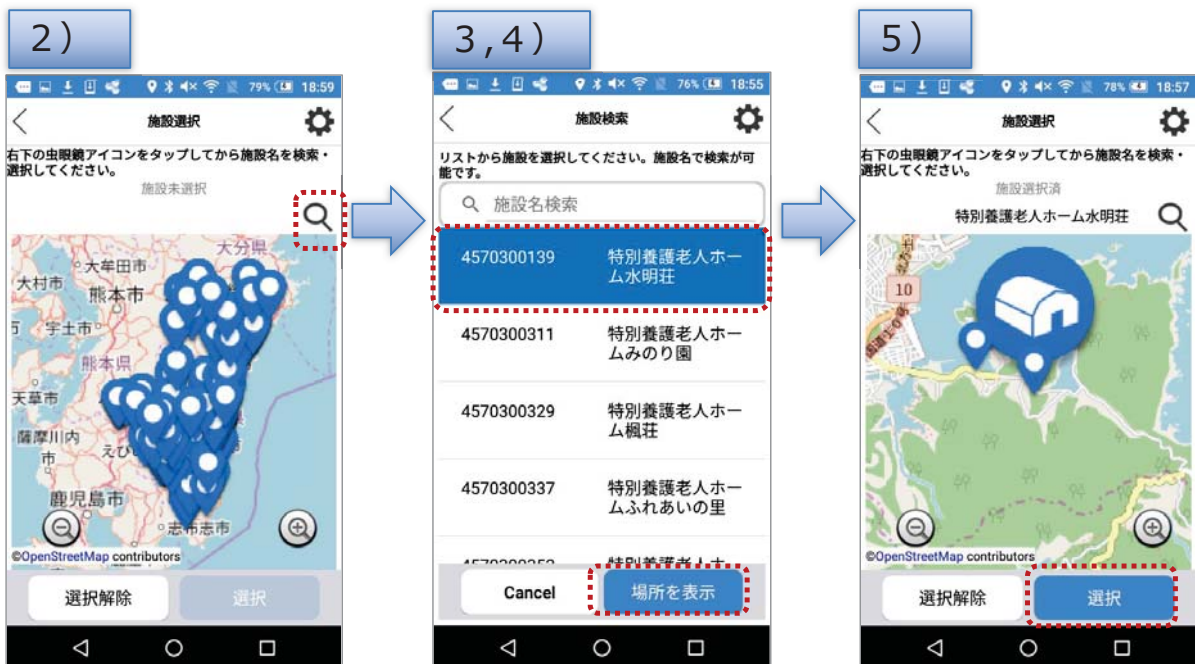 2)
79% 18:59
施設選択
右下の虫眼鏡アイコンをタップしてから施設名を検索・
選択してください。
施設未選択
大分県
大牟田市
大村市
熊本市
宇土市
熊本県
天草市
薩摩川内
市
えび
鹿児島市
志布志市
©OpenStreetMap contributors
選択解除
選択
3,4)
76% 18:55
施設検索
リストから施設を選択してください。施設名で検索が可
能です。
施設名検索
4570300139
特別養護老人ホー
ム水明荘
4570300311
特別養護老人ホー
ムみのり園
4570300329
特別養護老人ホー
ム楓荘
4570300337
特別養護老人ホー
ムふれあいの里
Cancel
場所を表示
5)
78% 18:57
施設選択
右下の虫眼鏡アイコンをタップしてから施設名を検索・
選択してください。
施設選択済
特別養護老人ホーム水明荘
10
©OpenStreetMap contributors
選択解除
選択